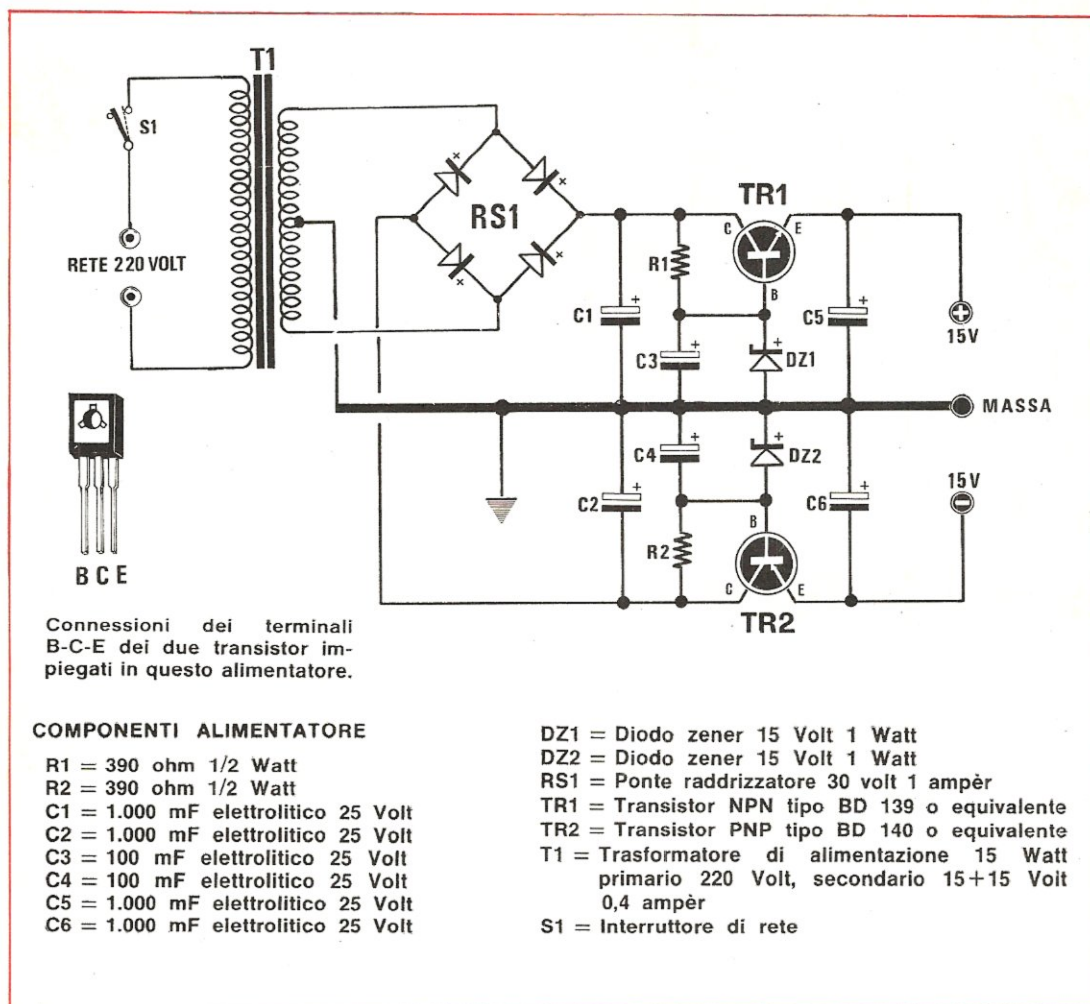 T1
S1
RETE 220 VOLT
RS1
TR1
C
E
B
R1
C1
C3
DZ1
C5
+
+
+
15V
MASSA
C4
DZ2
C2
C6
+
+
+
15V
R2
B
C
E
TR2
B C E
Connessioni dei terminali
B-C-E dei due transistor im-
piegati in questo alimentatore.
COMPONENTI ALIMENTATORE
R1 = 390 ohm 1/2 Watt
R2 = 390 ohm 1/2 Watt
C1 = 1.000 mF elettrolitico 25 Volt
C2 = 1.000 mF elettrolitico 25 Volt
C3 = 100 mF elettrolitico 25 Volt
C4 = 100 mF elettrolitico 25 Volt
C5 = 1.000 mF elettrolitico 25 Volt
C6 = 1.000 mF elettrolitico 25 Volt
DZ1 = Diodo zener 15 Volt 1 Watt
DZ2 = Diodo zener 15 Volt 1 Watt
RS1 = Ponte raddrizzatore 30 volt 1 ampèr
TR1 = Transistor NPN tipo BD 139 o equivalente
TR2 = Transistor PNP tipo BD 140 o equivalente
T1 = Trasformatore di alimentazione 15 Watt
primario 220 Volt, secondario 15+15 Volt
0,4 ampèr
S1 = Interruttore di rete